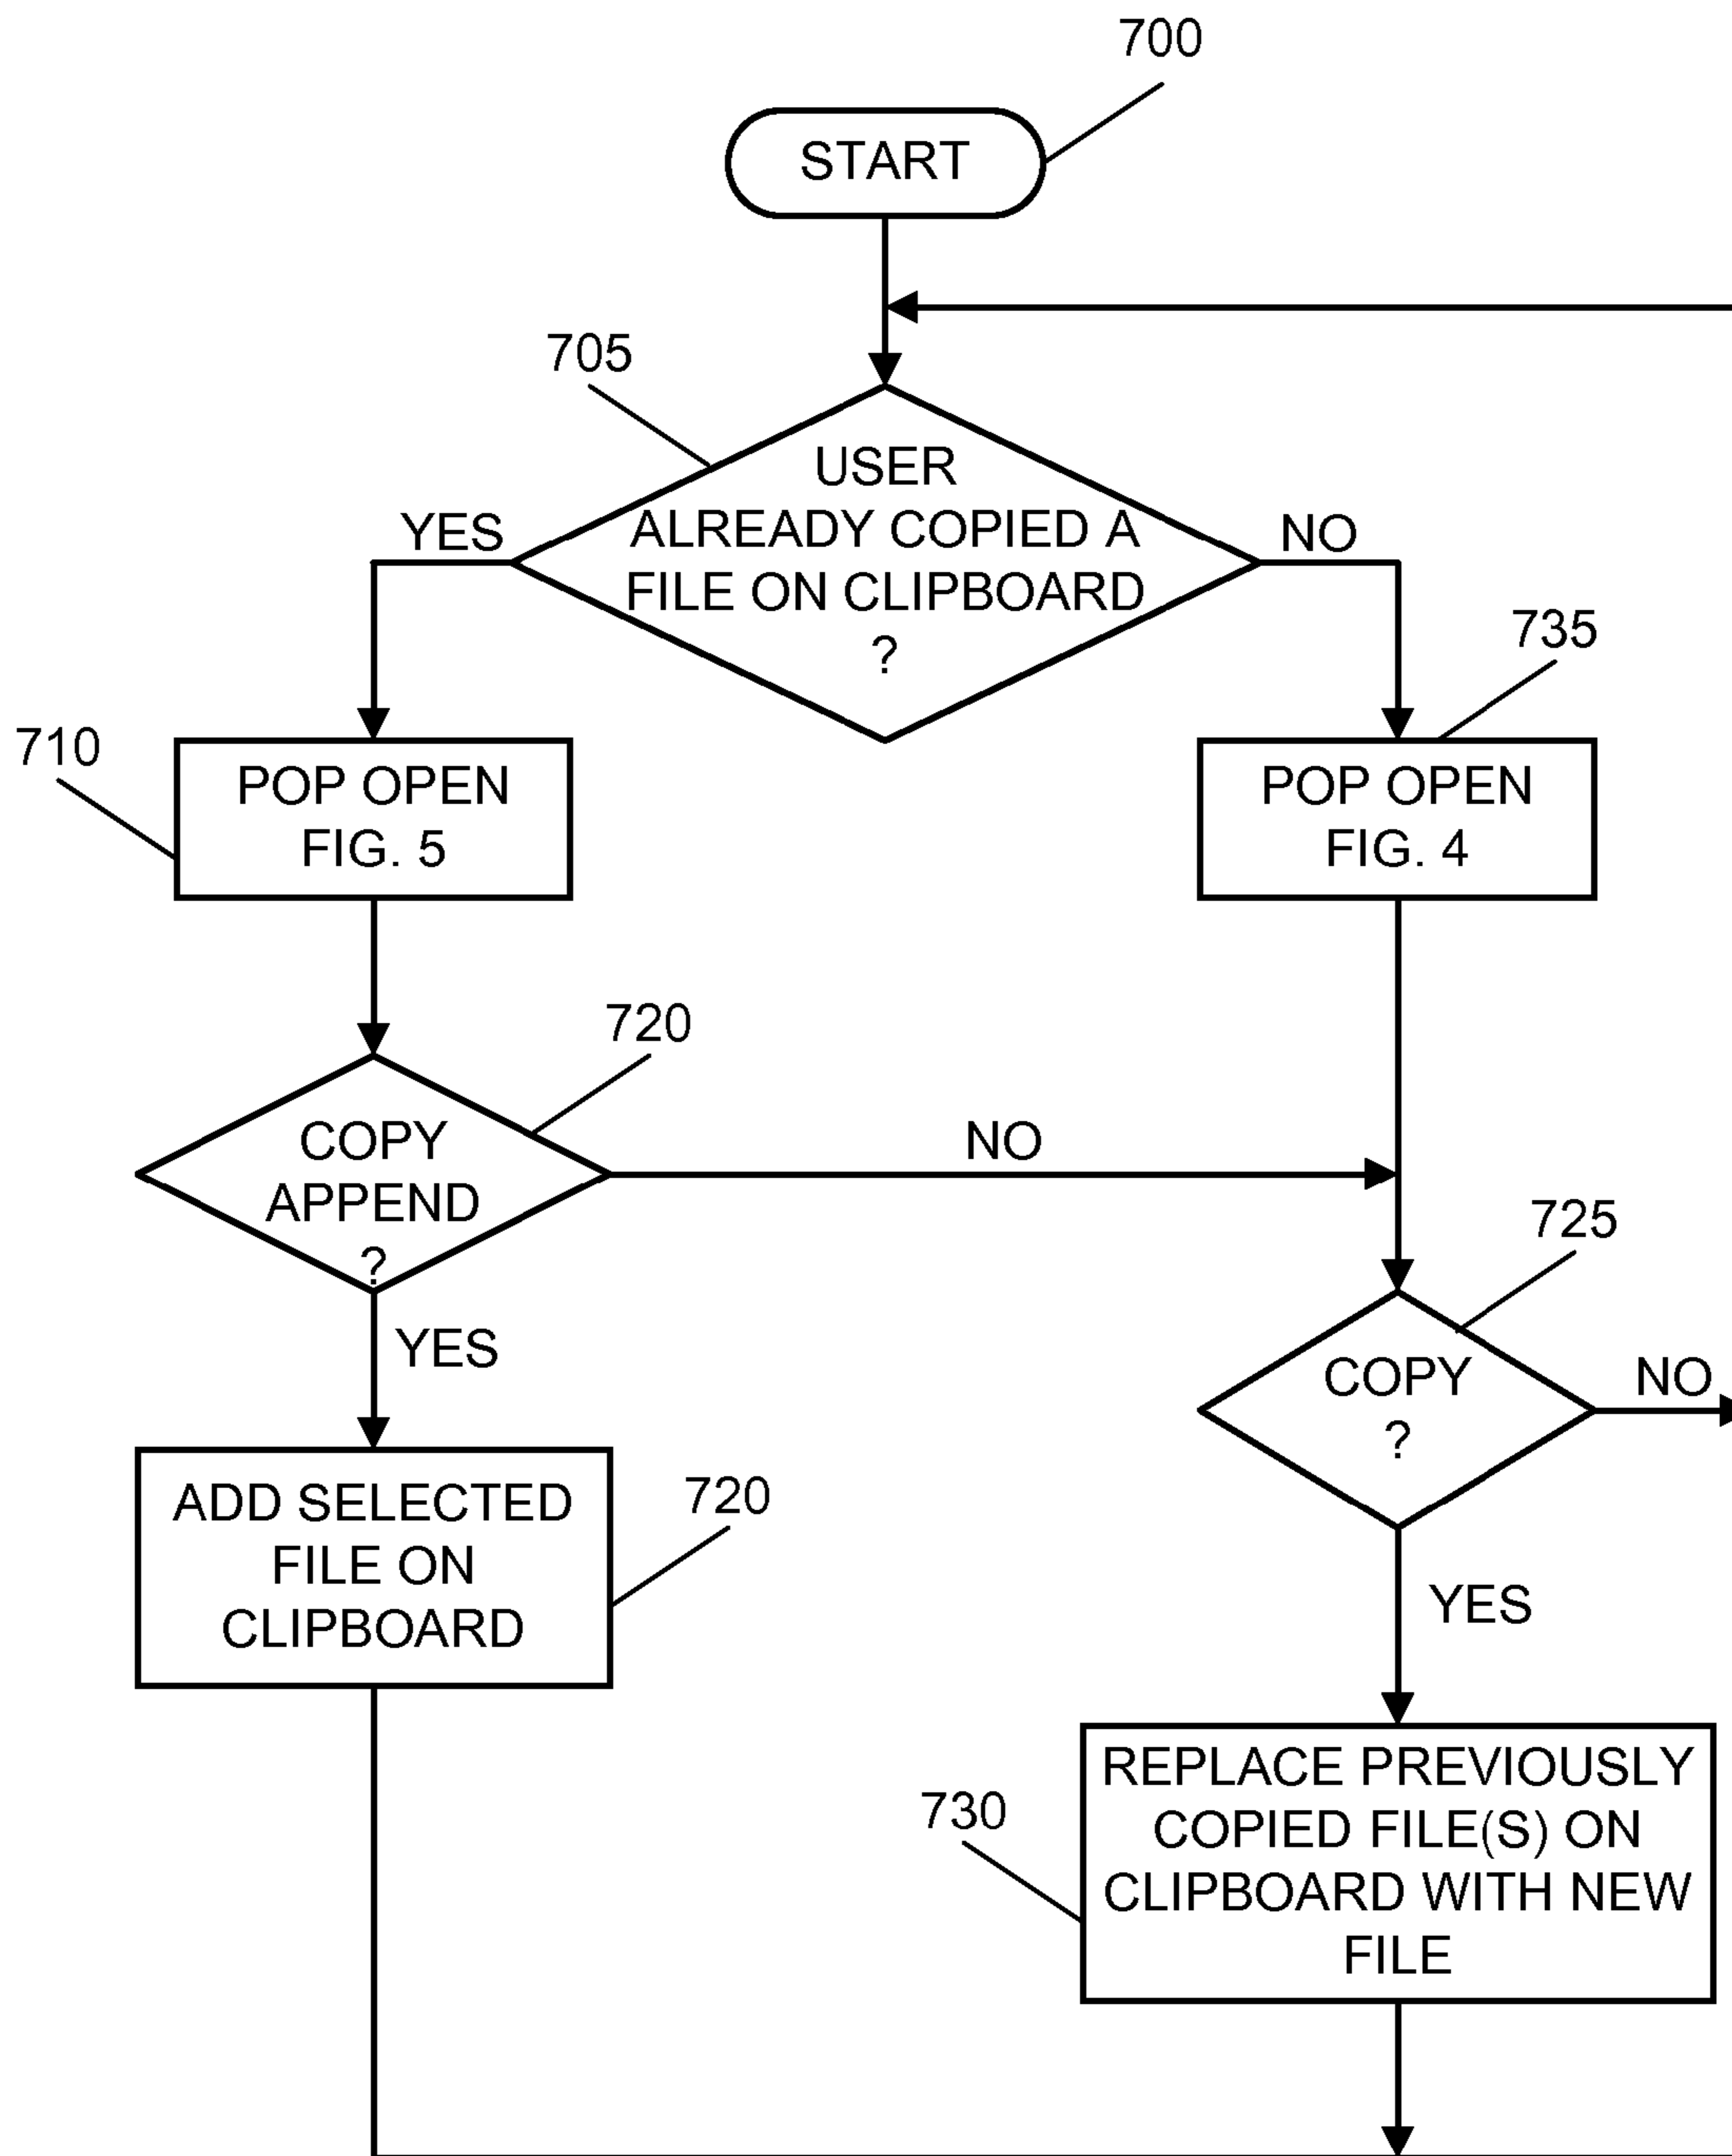 700
START
705
USER
ALREADY COPIED A
FILE ON CLIPBOARD
?
YES
NO
735
710
POP OPEN
FIG. 5
POP OPEN
FIG. 4
720
COPY
APPEND
?
NO
725
YES
COPY
?
NO
ADD SELECTED
FILE ON
CLIPBOARD
720
YES
730
REPLACE PREVIOUSLY
COPIED FILE(S) ON
CLIPBOARD WITH NEW
FILE